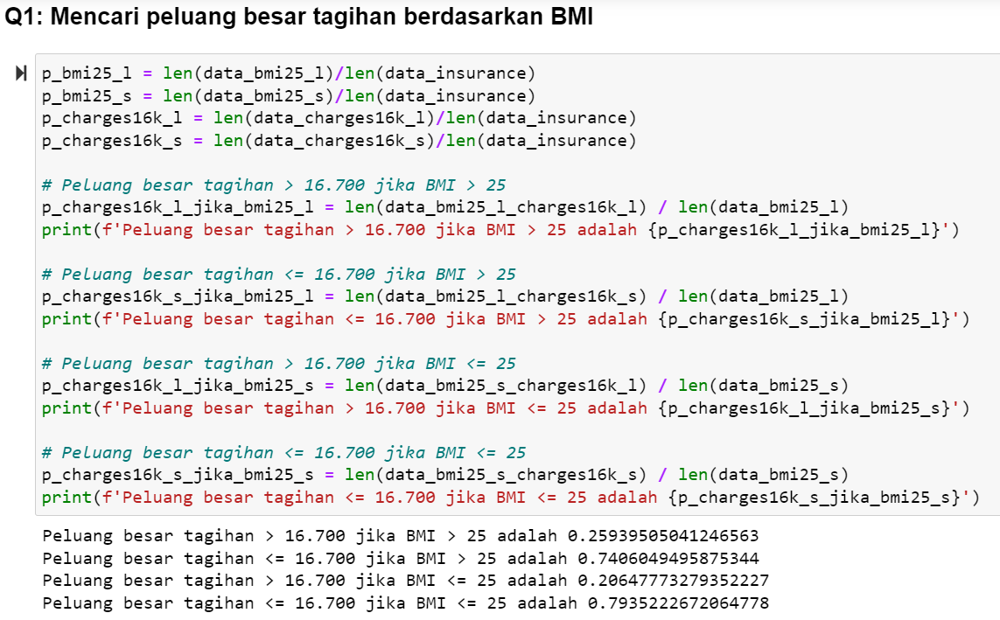 Q1: Mencari peluang besar tagihan berdasarkan BMI
p_bmi25_l = len(data_bmi25_l)/len(data_insurance)
p_bmi25_s = len(data_bmi25_s)/len(data_insurance)
p_charges16k_l = len(data_charges16k_l)/len(data_insurance)
p_charges16k_s = len(data_charges16k_s)/len(data_insurance)
# Peluang besar tagihan > 16.700 jika BMI > 25
p_charges16k_l_jika_bmi25_l = len(data_bmi25_l_charges16k_l) / len(data_bmi25_l)
print(f'Peluang besar tagihan > 16.700 jika BMI > 25 adalah {p_charges16k_l_jika_bmi25_l}')
# Peluang besar tagihan <= 16.700 jika BMI > 25
p_charges16k_s_jika_bmi25_l = len(data_bmi25_l_charges16k_s) / len(data_bmi25_l)
print(f'Peluang besar tagihan <= 16.700 jika BMI > 25 adalah {p_charges16k_s_jika_bmi25_l}')
# Peluang besar tagihan > 16.700 jika BMI <= 25
p_charges16k_l_jika_bmi25_s = len(data_bmi25_s_charges16k_l) / len(data_bmi25_s)
print(f'Peluang besar tagihan > 16.700 jika BMI <= 25 adalah {p_charges16k_l_jika_bmi25_s}')
# Peluang besar tagihan <= 16.700 jika BMI <= 25
p_charges16k_s_jika_bmi25_s = len(data_bmi25_s_charges16k_s) / len(data_bmi25_s)
print(f'Peluang besar tagihan <= 16.700 jika BMI <= 25 adalah {p_charges16k_s_jika_bmi25_s}')
Peluang besar tagihan > 16.700 jika BMI > 25 adalah 0.25939505041246563
Peluang besar tagihan <= 16.700 jika BMI > 25 adalah 0.7406049495875344
Peluang besar tagihan > 16.700 jika BMI <= 25 adalah 0.20647773279352227
Peluang besar tagihan <= 16.700 jika BMI <= 25 adalah 0.7935222672064778